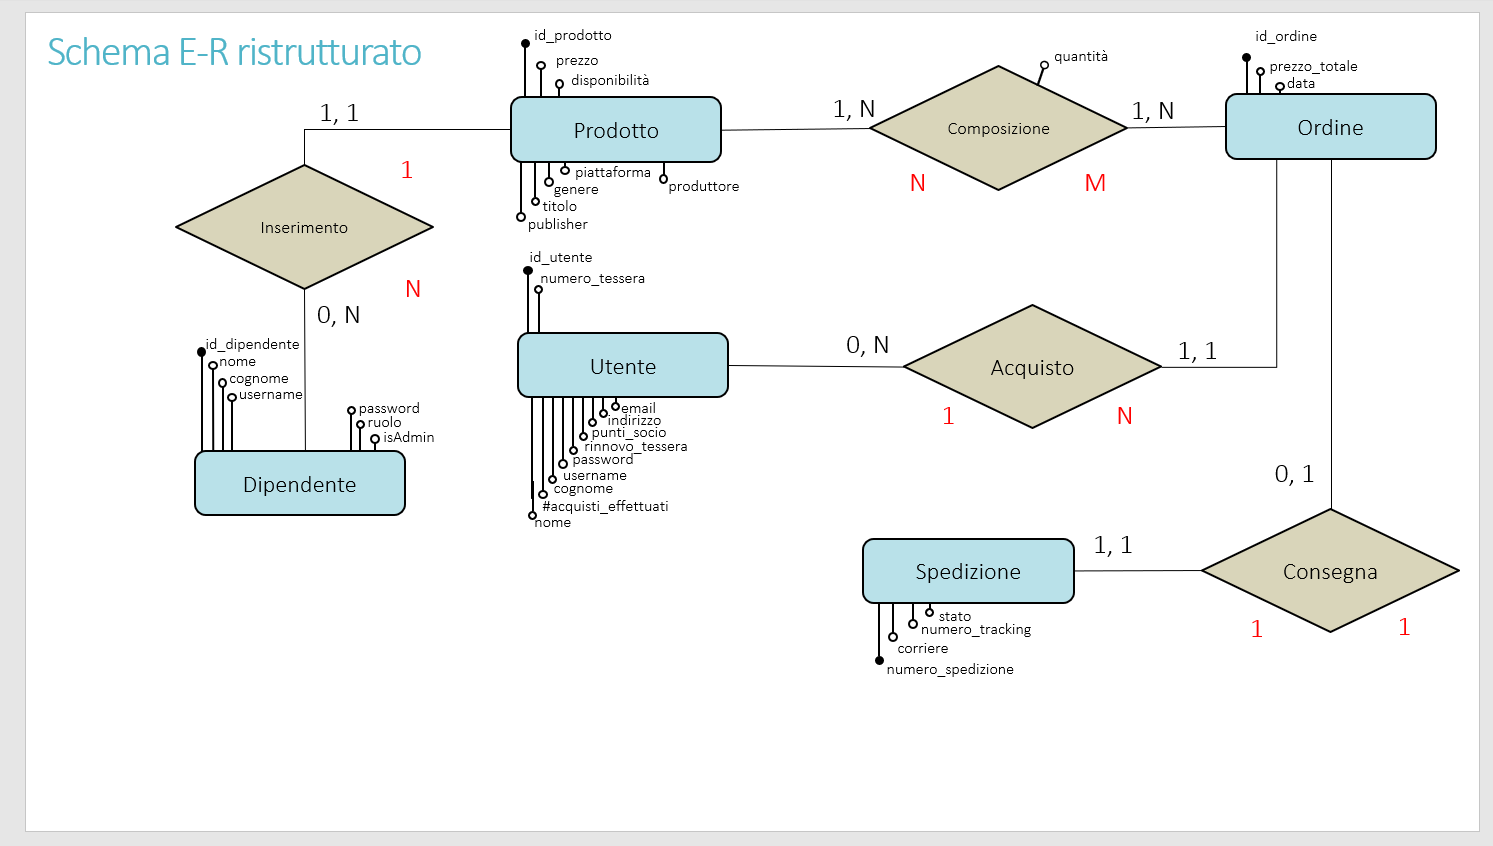 Schema E-R ristrutturato
id_prodotto
prezzo
disponibilità
Prodotto
piattaforma
genere
titolo
publisher
produttore
1, N
Composizione
quantità
1, N
N
M
id_ordine
prezzo_totale
data
Ordine
1, 1
1
Inserimento
N
0, N
id_dipendente
nome
cognome
username
password
ruolo
isAdmin
Dipendente
id_utente
numero_tessera
Utente
email
indirizzo
punti_socio
rinnovo_tessera
password
username
cognome
#acquisti_effettuati
nome
0, N
Acquisto
1, 1
1
N
0, 1
Spedizione
1, 1
Consegna
1
1
stato
numero_tracking
corriere
numero_spedizione